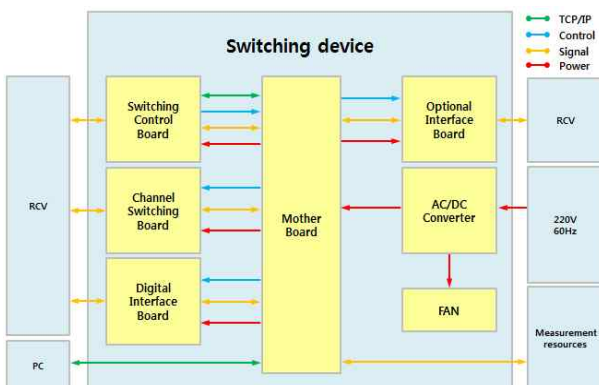 Switching device
TCP/IP
Control
Signal
Power
RCV
PC
Switching
Control
Board
Channel
Switching
Board
Digital
Interface
Board
Mother
Board
Optional
Interface
Board
AC/DC
Converter
FAN
RCV
220V
60Hz
Measurement
resources